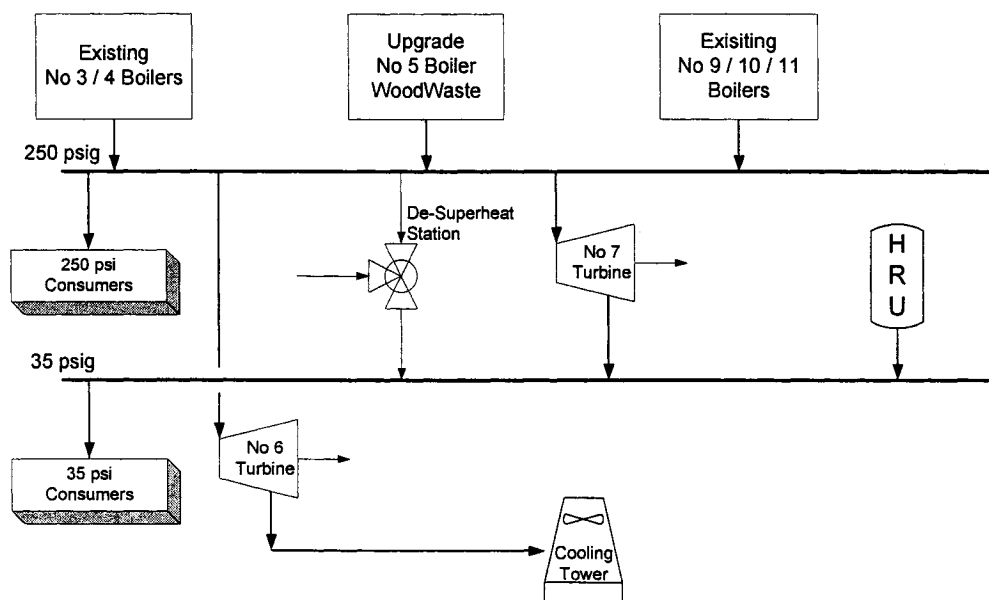 Existing
No 3 / 4 Boilers
Upgrade
No 5 Boiler
WoodWaste
Exisiting
No 9 / 10 / 11
Boilers
250 psig
De-Superheat
Station
250 psi
Consumers
No 7
Turbine
H
R
U
35 psig
No 6
Turbine
35 psi
Consumers
Cooling
Tower